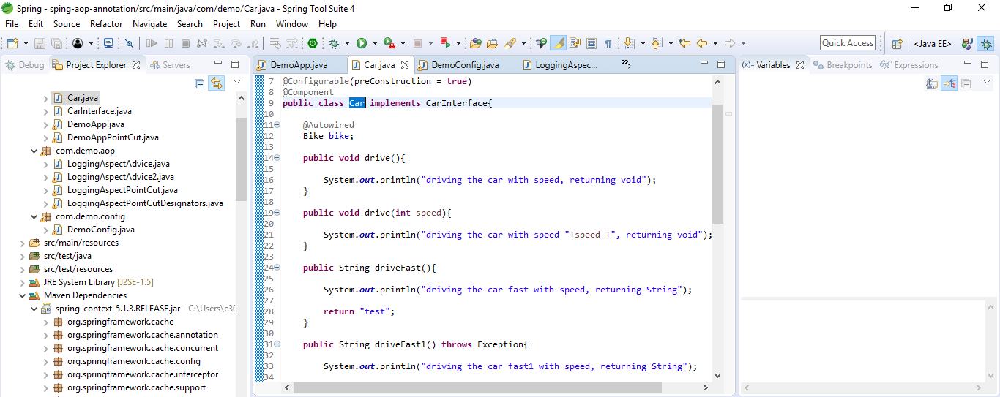 Spring - sping-aop-annotation/src/main/java/com/demo/Car.java - Spring Tool Suite 4
File Edit Source Refactor Navigate Search Project Run Window Help
Quick Access
<Java EE>
Debug Project Explorer Servers
Car.java
CarInterface.java
DemoApp.java
DemoAppPointCut.java
com.demo.aop
LoggingAspectAdvice.java
LoggingAspectAdvice2.java
LoggingAspectPointCut.java
LoggingAspectPointCutDesignators.java
com.demo.config
DemoConfig.java
src/main/resources
src/test/java
src/test/resources
JRE System Library [J2SE-1.5]
Maven Dependencies
spring-context-5.1.3.RELEASE.jar - C:\Users\e30
org.springframework.cache
org.springframework.cache.annotation
org.springframework.cache.concurrent
org.springframework.cache.config
org.springframework.cache.interceptor
org.springframework.cache.support
DemoApp.java Car.java DemoConfig.java LoggingAspec... »2
7 @Configurable(preConstruction = true)
8 @Component
9 public class Car implements CarInterface{
10
11 @Autowired
12 Bike bike;
13
14 public void drive(){
15
16 System.out.println("driving the car with speed, returning void");
17 }
18
19 public void drive(int speed){
20
21 System.out.println("driving the car with speed "+speed +", returning void");
22 }
23
24 public String driveFast(){
25
26 System.out.println("driving the car fast with speed, returning String");
27
28 return "test";
29 }
30
31 public String driveFast1() throws Exception{
32
33 System.out.println("driving the car fast1 with speed, returning String");
34
(x)= Variables Breakpoints Expressions